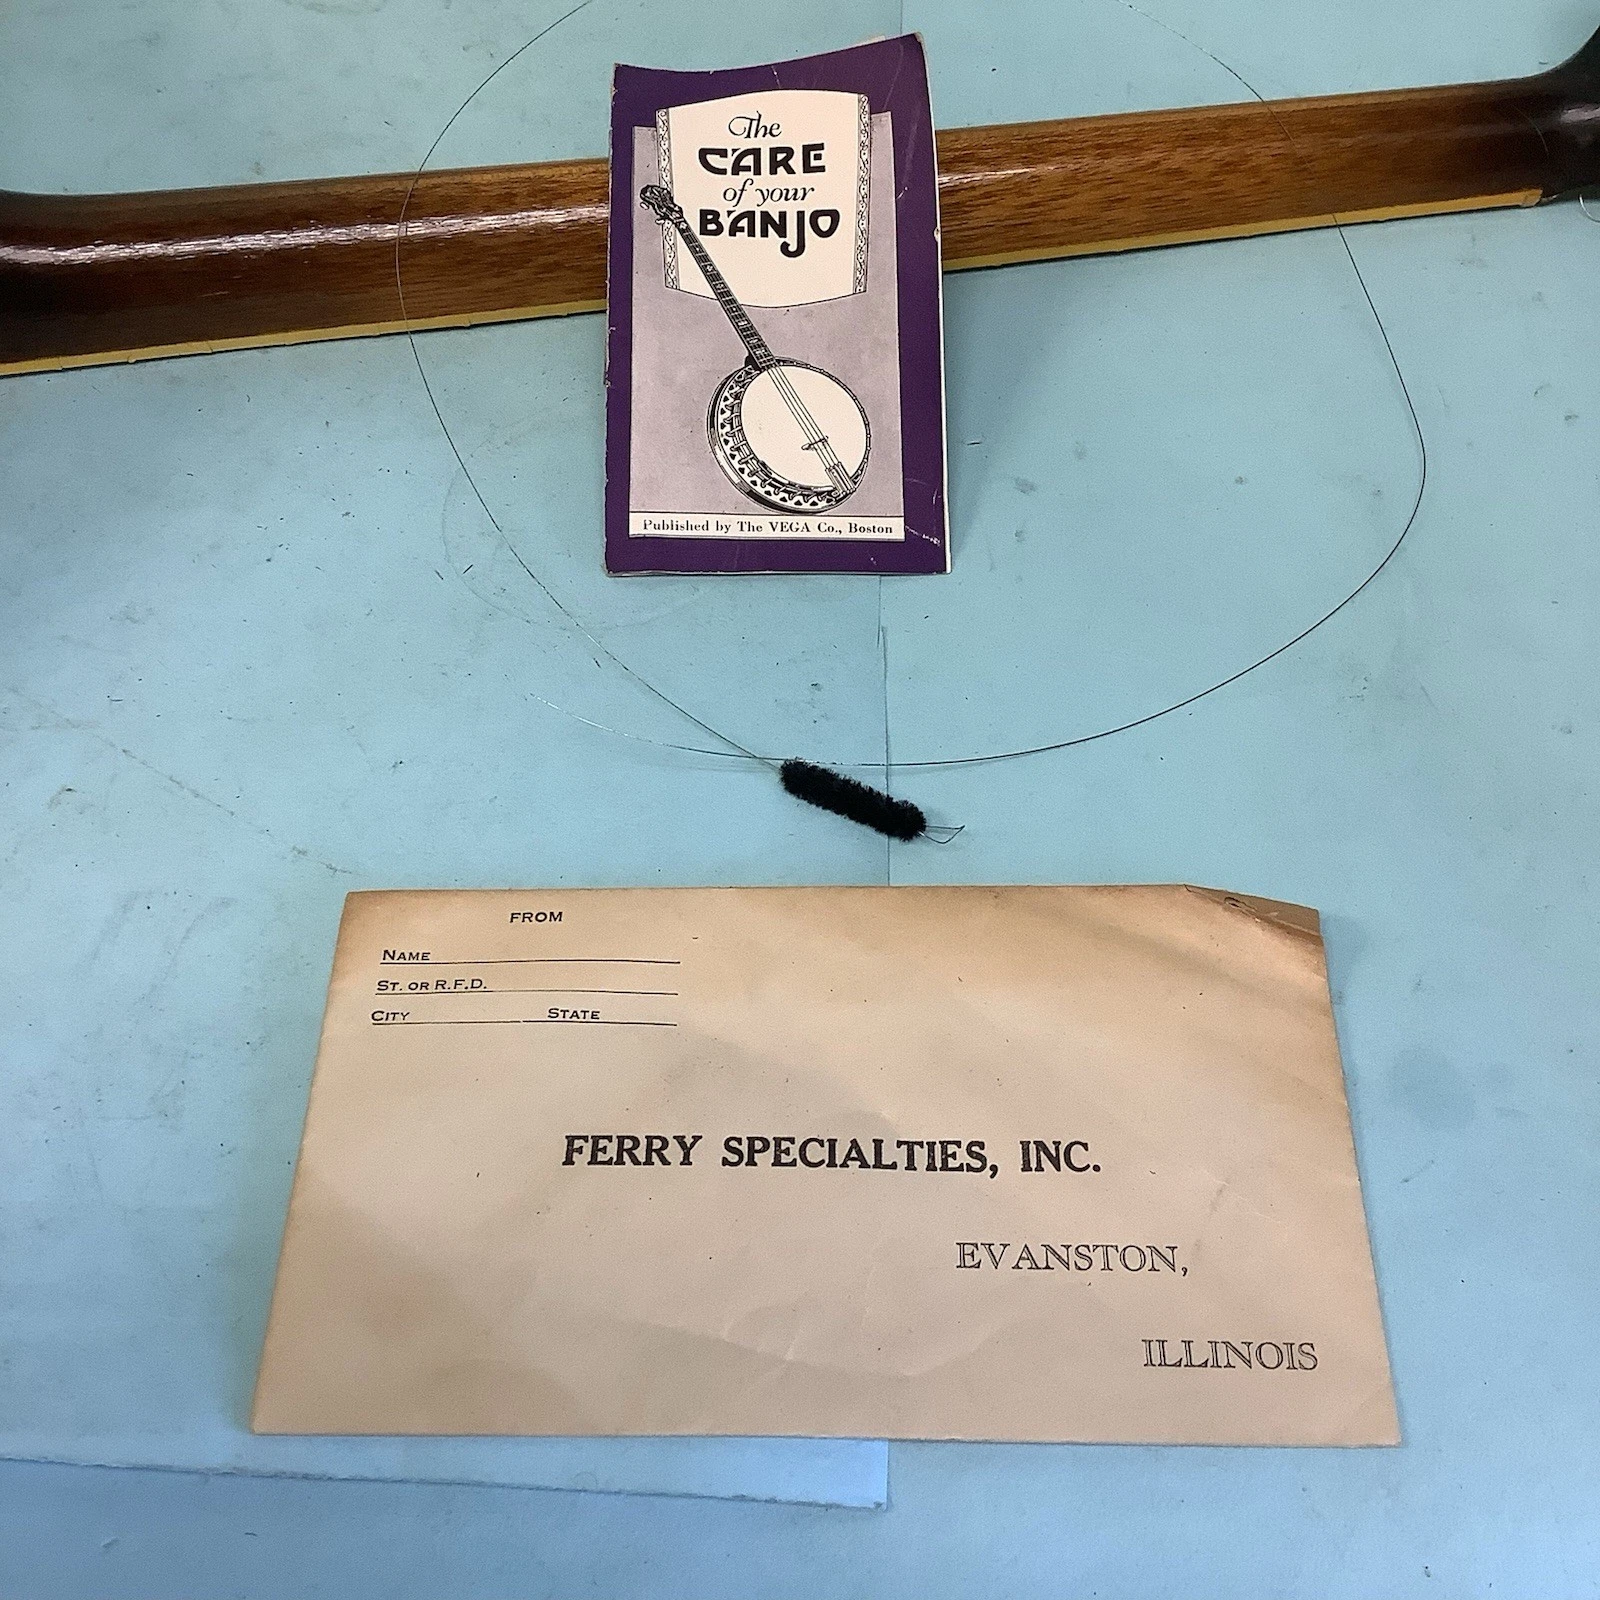 The
CARE
of your
BANJO
Published by The VEGA Co., Boston
FROM
NAME
ST. OR R.F.D.
CITY STATE
FERRY SPECIALTIES, INC.
EVANSTON,
ILLINOIS